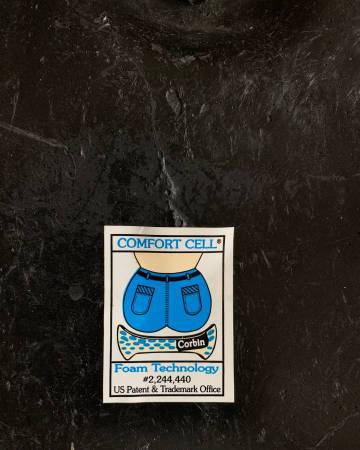 COMFORT CELL®
Corbin
Foam Technology
#2,244,440
US Patent & Trademark Office